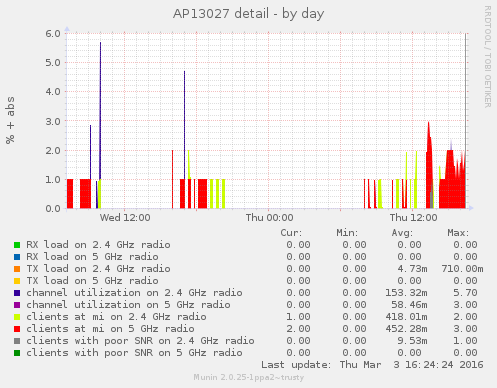 AP13027 detail - by day
RRDTOOL / TOBI OETIKER
% + abs
6.0
5.0
4.0
3.0
2.0
1.0
0.0
Wed 12:00 Thu 00:00 Thu 12:00
Cur: Min: Avg: Max:
RX load on 2.4 GHz radio 0.00 0.00 0.00 0.00
RX load on 5 GHz radio 0.00 0.00 0.00 0.00
TX load on 2.4 GHz radio 0.00 0.00 4.73m 710.00m
TX load on 5 GHz radio 0.00 0.00 0.00 0.00
channel utilization on 2.4 GHz radio 0.00 0.00 153.32m 5.70
channel utilization on 5 GHz radio 0.00 0.00 58.46m 3.00
clients at mi on 2.4 GHz radio 1.00 0.00 418.01m 2.00
clients at mi on 5 GHz radio 2.00 0.00 452.28m 3.00
clients with poor SNR on 2.4 GHz radio 0.00 0.00 9.53m 1.00
clients with poor SNR on 5 GHz radio 0.00 0.00 0.00 0.00
Last update: Thu Mar 3 16:24:24 2016
Munin 2.0.25-1ppa2~trusty